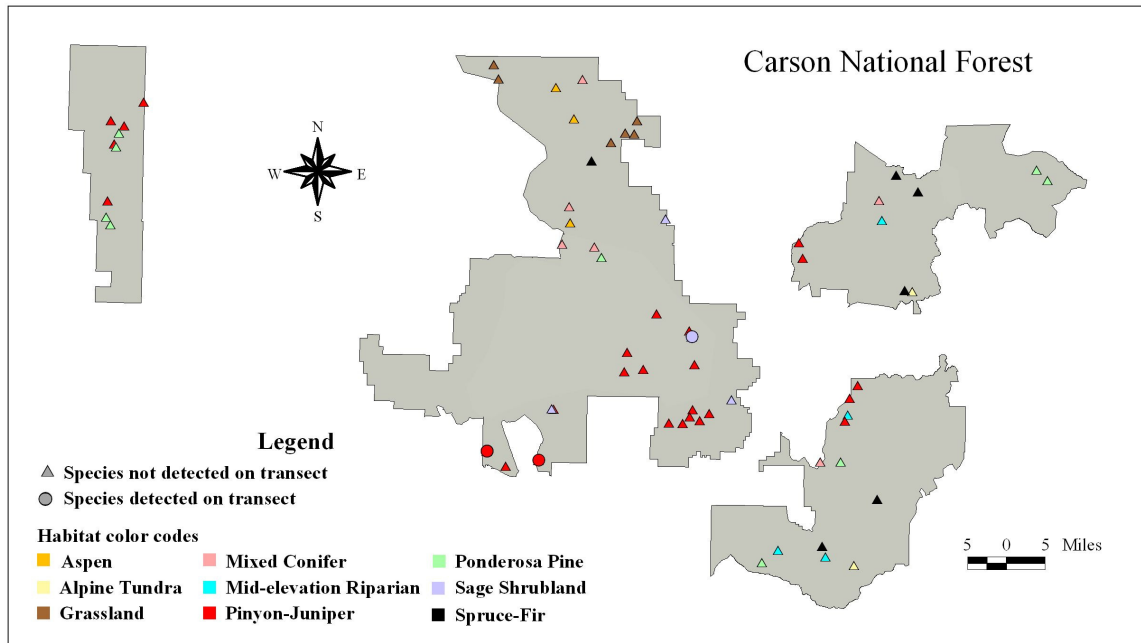 Carson National Forest
N
W E
S
Legend
Species not detected on transect
Species detected on transect
Habitat color codes
Aspen Mixed Conifer Ponderosa Pine
Alpine Tundra Mid-elevation Riparian Sage Shrubland
Grassland Pinyon-Juniper Spruce-Fir
5 0 5 Miles